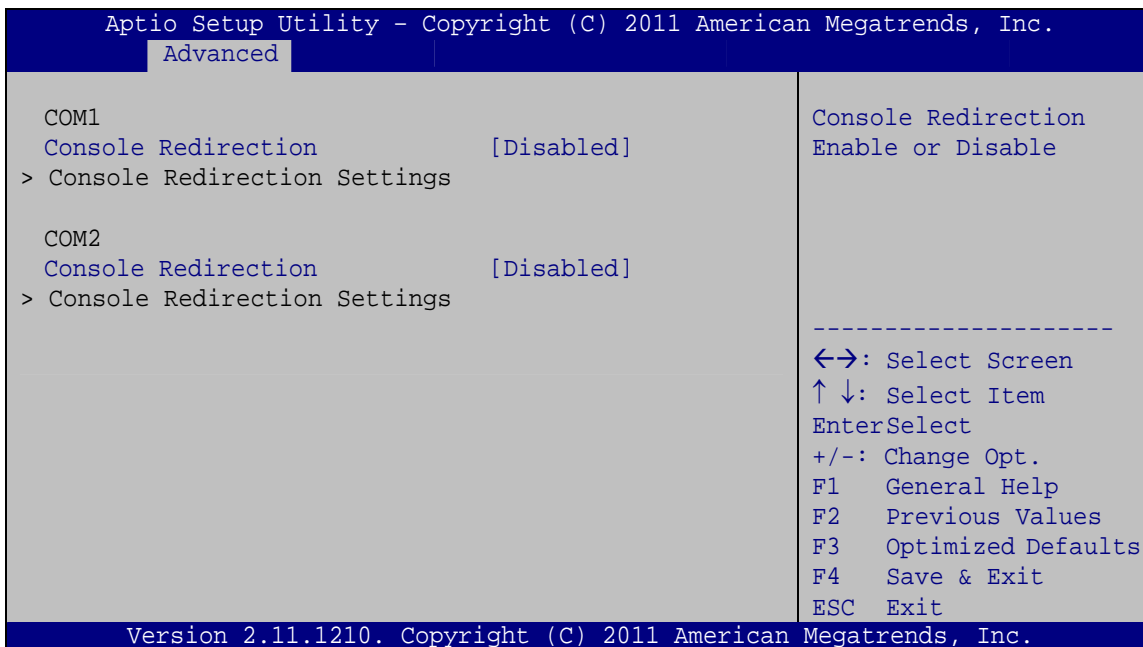 Aptio Setup Utility – Copyright (C) 2011 American Megatrends, Inc.
Advanced
COM1
Console Redirection [Disabled]
> Console Redirection Settings
COM2
Console Redirection [Disabled]
> Console Redirection Settings
Console Redirection
Enable or Disable
---------------------
←→: Select Screen
↑ ↓: Select Item
EnterSelect
+/-: Change Opt.
F1 General Help
F2 Previous Values
F3 Optimized Defaults
F4 Save & Exit
ESC Exit
Version 2.11.1210. Copyright (C) 2011 American Megatrends, Inc.